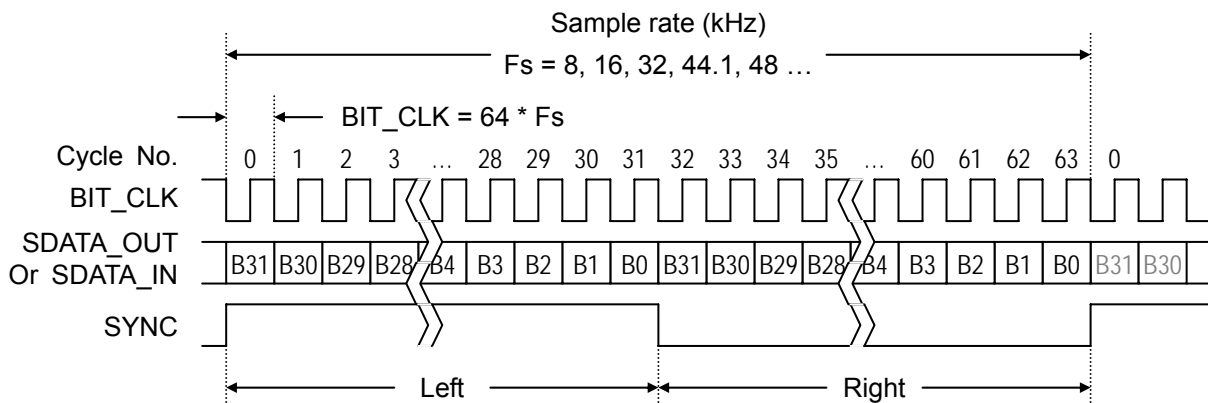 Sample rate (kHz)
Fs = 8, 16, 32, 44.1, 48 …
BIT_CLK = 64 * Fs
Cycle No. 0 1 2 3 … 28 29 30 31 32 33 34 35 … 60 61 62 63 0
BIT_CLK
SDATA_OUT
Or SDATA_IN B31 B30 B29 B28 B4 B3 B2 B1 B0 B31 B30 B29 B28 B4 B3 B2 B1 B0 B31 B30
SYNC
Left Right